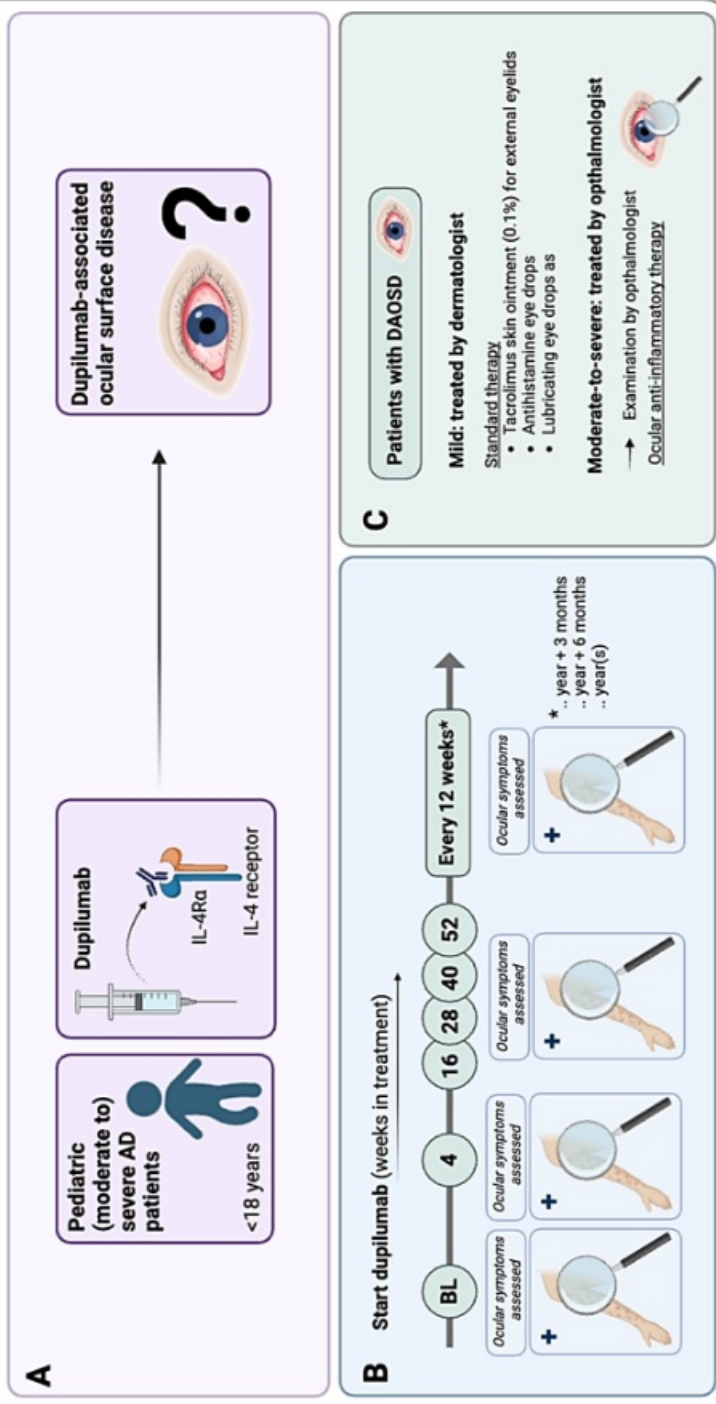 A
Pediatric
(moderate to)
severe AD
patients
<18 years
Dupilumab
IL-4Rα
IL-4 receptor
Dupilumab-associated
ocular surface disease
?
B
Start dupilumab (weeks in treatment)
BL
4
16
28
40
52
Every 12 weeks*
Ocular symptoms
assessed
+
Ocular symptoms
assessed
+
Ocular symptoms
assessed
+
Ocular symptoms
assessed
+
*
.. year + 3 months
.. year + 6 months
.. year(s)
C
Patients with DAOSD
Mild: treated by dermatologist
Standard therapy
• Tacrolimus skin ointment (0.1%) for external eyelids
• Antihistamine eye drops
• Lubricating eye drops as
Moderate-to-severe: treated by opthalmologist
→ Examination by opthalmologist
Ocular anti-inflammatory therapy